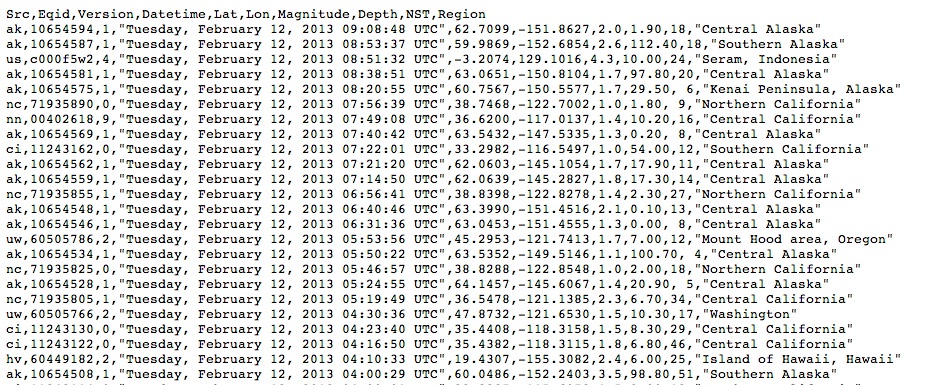 Src,Eqid,Version,Datetime,Lat,Lon,Magnitude,Depth,NST,Region
ak,10654594,1,"Tuesday, February 12, 2013 09:08:48 UTC",62.7099,-151.8627,2.0,1.90,18,"Central Alaska"
ak,10654587,1,"Tuesday, February 12, 2013 08:53:37 UTC",59.9869,-152.6854,2.6,112.40,18,"Southern Alaska"
us,c000f5w2,4,"Tuesday, February 12, 2013 08:51:32 UTC",-3.2074,129.1016,4.3,10.00,24,"Seram, Indonesia"
ak,10654581,1,"Tuesday, February 12, 2013 08:38:51 UTC",63.0651,-150.8104,1.7,97.80,20,"Central Alaska"
ak,10654575,1,"Tuesday, February 12, 2013 08:20:55 UTC",60.7567,-150.5577,1.7,29.50, 6,"Kenai Peninsula, Alaska"
nc,71935890,0,"Tuesday, February 12, 2013 07:56:39 UTC",38.7468,-122.7002,1.0,1.80, 9,"Northern California"
nn,00402618,9,"Tuesday, February 12, 2013 07:49:08 UTC",36.6200,-117.0137,1.4,10.20,16,"Central California"
ak,10654569,1,"Tuesday, February 12, 2013 07:40:42 UTC",63.5432,-147.5335,1.3,0.20, 8,"Central Alaska"
ci,11243162,0,"Tuesday, February 12, 2013 07:22:01 UTC",33.2982,-116.5497,1.0,54.00,12,"Southern California"
ak,10654562,1,"Tuesday, February 12, 2013 07:21:20 UTC",62.0603,-145.1054,1.7,17.90,11,"Central Alaska"
ak,10654559,1,"Tuesday, February 12, 2013 07:14:50 UTC",62.0639,-145.2827,1.8,17.30,14,"Central Alaska"
nc,71935855,1,"Tuesday, February 12, 2013 06:56:41 UTC",38.8398,-122.8278,1.4,2.30,27,"Northern California"
ak,10654548,1,"Tuesday, February 12, 2013 06:40:46 UTC",63.3990,-151.4516,2.1,0.10,13,"Central Alaska"
ak,10654546,1,"Tuesday, February 12, 2013 06:31:36 UTC",63.0453,-151.4555,1.3,0.00, 8,"Central Alaska"
uw,60505786,2,"Tuesday, February 12, 2013 05:53:56 UTC",45.2953,-121.7413,1.7,7.00,12,"Mount Hood area, Oregon"
ak,10654534,1,"Tuesday, February 12, 2013 05:50:22 UTC",63.5352,-149.5146,1.1,100.70, 4,"Central Alaska"
nc,71935825,0,"Tuesday, February 12, 2013 05:46:57 UTC",38.8288,-122.8548,1.0,2.00,18,"Northern California"
ak,10654528,1,"Tuesday, February 12, 2013 05:24:55 UTC",64.1457,-145.6067,1.4,20.90, 5,"Central Alaska"
nc,71935805,1,"Tuesday, February 12, 2013 05:19:49 UTC",36.5478,-121.1385,2.3,6.70,34,"Central California"
uw,60505766,2,"Tuesday, February 12, 2013 04:30:36 UTC",47.8732,-121.6530,1.5,10.30,17,"Washington"
ci,11243130,0,"Tuesday, February 12, 2013 04:23:40 UTC",35.4408,-118.3158,1.5,8.30,29,"Central California"
ci,11243122,0,"Tuesday, February 12, 2013 04:16:50 UTC",35.4382,-118.3115,1.8,6.80,46,"Central California"
hv,60449182,2,"Tuesday, February 12, 2013 04:10:33 UTC",19.4307,-155.3082,2.4,6.00,25,"Island of Hawaii, Hawaii"
ak,10654508,1,"Tuesday, February 12, 2013 04:00:29 UTC",60.0486,-152.2403,3.5,98.80,51,"Southern Alaska"